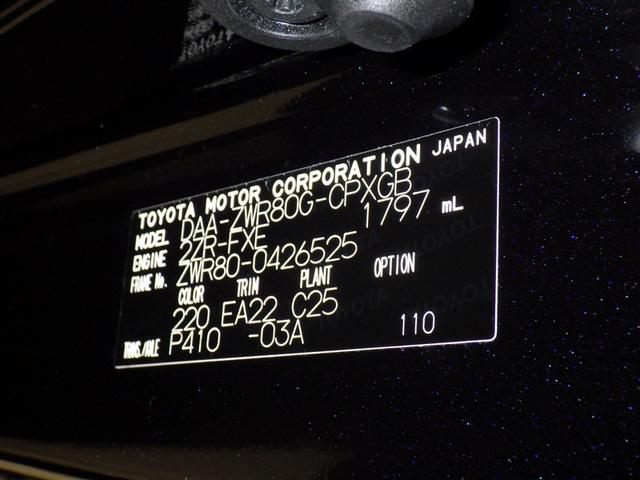 TOYOTA MOTOR CORPORATION JAPAN
MODEL DAA-ZWR80G-CPXGB
ENGINE 2ZR-FXE 1797 mL
FRAME No. ZWR80-0426525
COLOR TRIM PLANT OPTION
220 EA22 C25
TRANS./AXLE P410 -03A 110